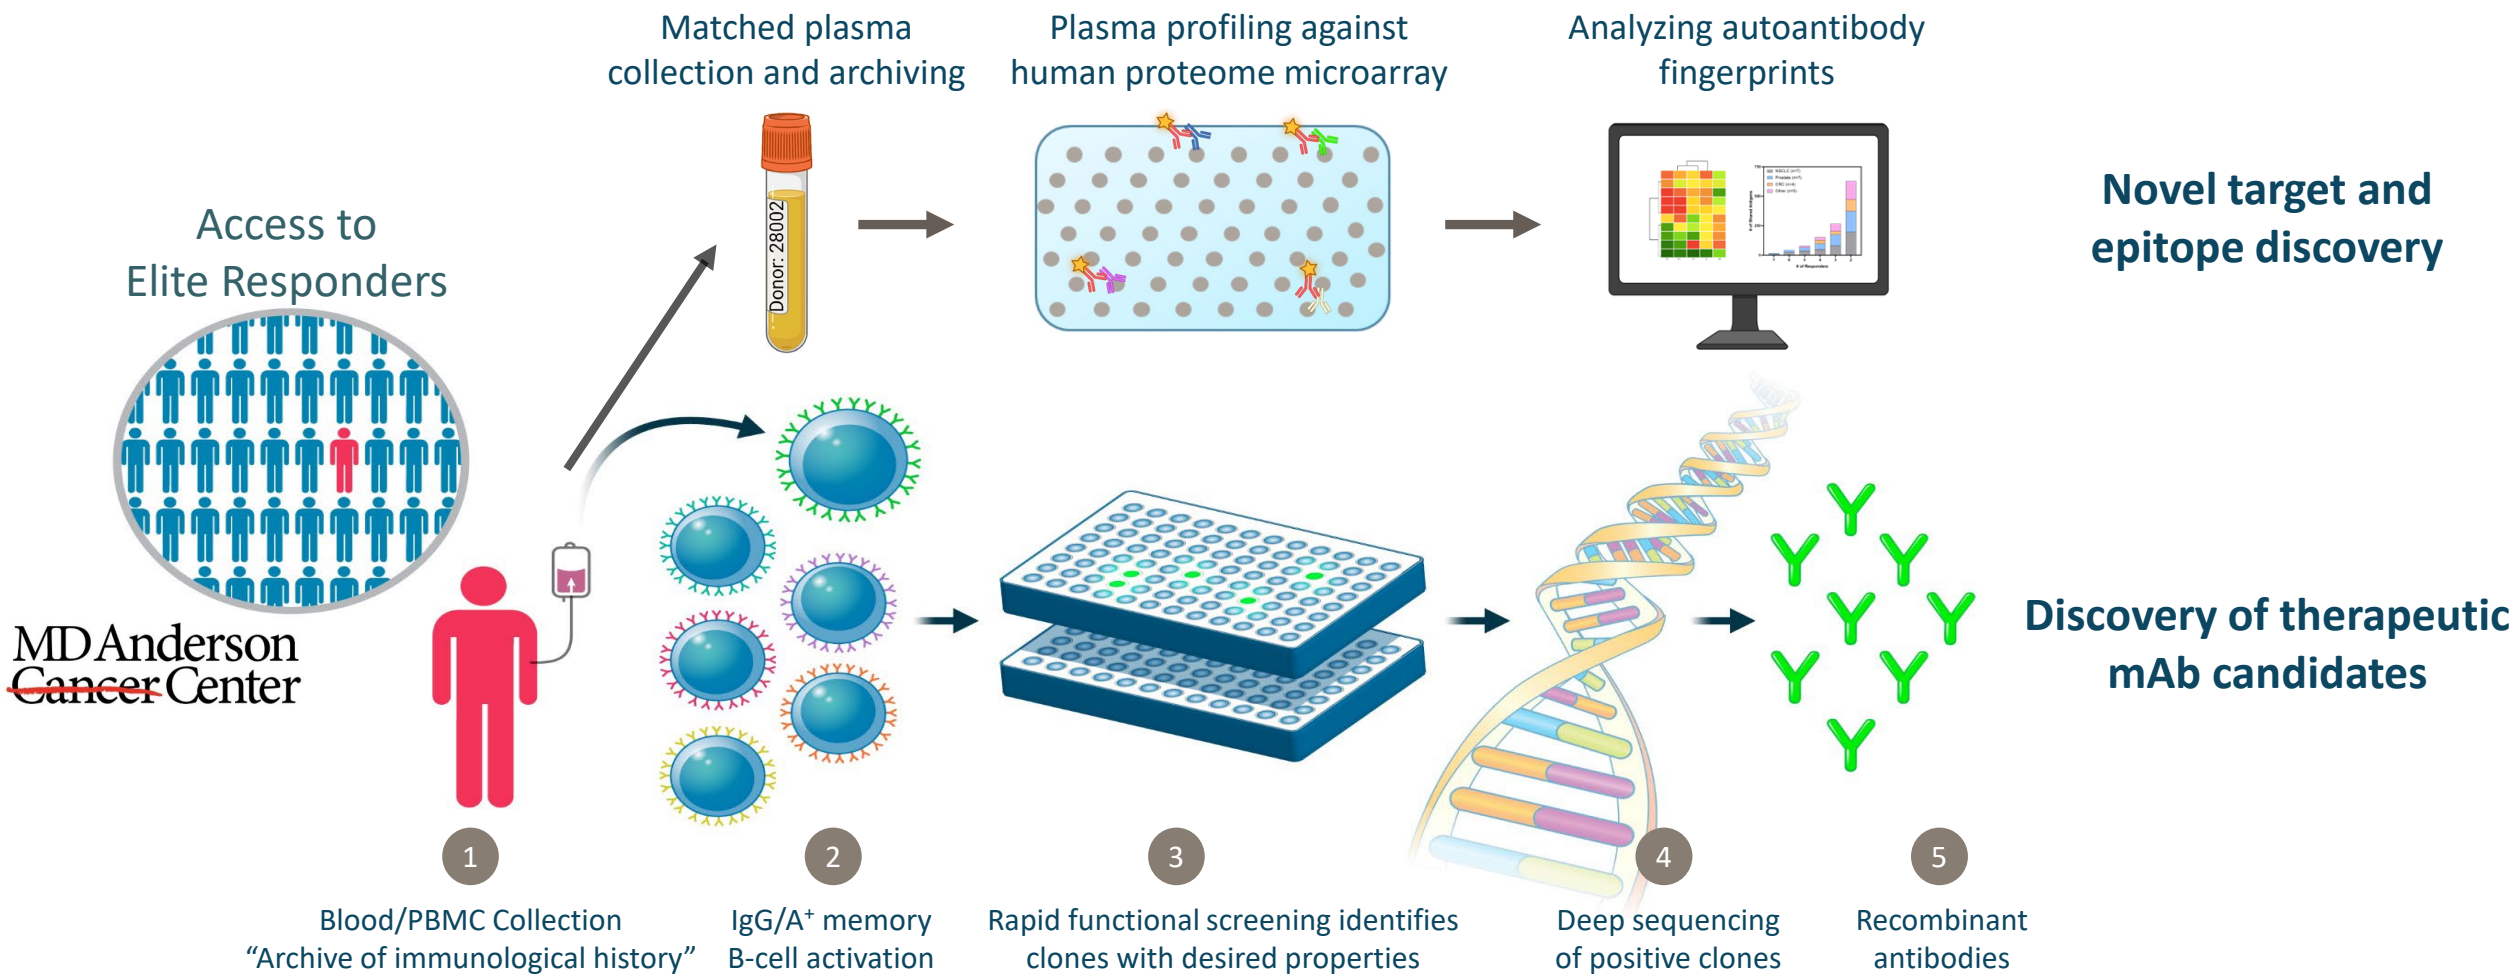 Matched plasma
collection and archiving
Plasma profiling against
human proteome microarray
Analyzing autoantibody
fingerprints
Donor: 28002
Novel target and
epitope discovery
Access to
Elite Responders
MD Anderson
Cancer Center
Discovery of therapeutic
mAb candidates
1
2
3
4
5
Blood/PBMC Collection
“Archive of immunological history”
IgG/A⁺ memory
B-cell activation
Rapid functional screening identifies
clones with desired properties
Deep sequencing
of positive clones
Recombinant
antibodies
# of Responders